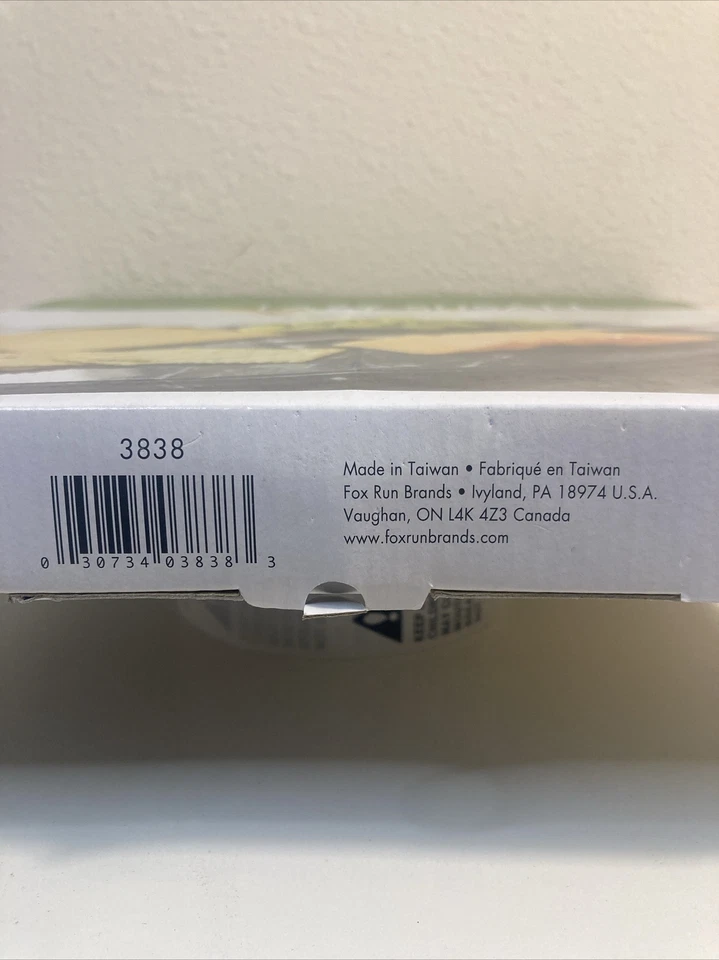 3838
0 30734 03838 3
Made in Taiwan • Fabriqué en Taiwan
Fox Run Brands • Ivyland, PA 18974 U.S.A.
Vaughan, ON L4K 4Z3 Canada
www.foxrunbrands.com